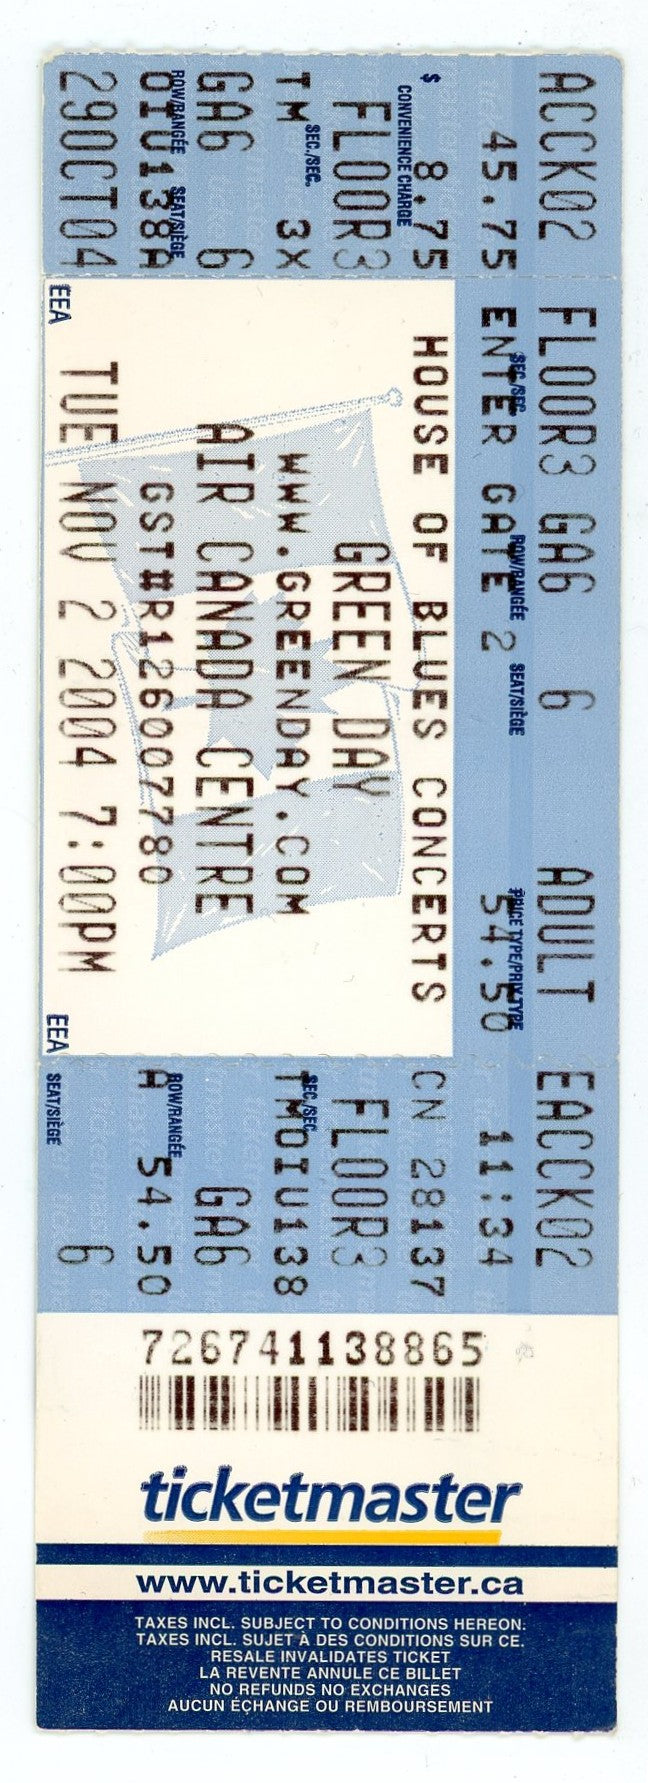 ACCK02
45.75
$ 8.75
CONVENIENCE CHARGE
FLOOR3
SEC./SEC.
TM 3X
GA6 6
ROW/RANGÉE SEAT/SIÈGE
OIU138A
29OCT04
FLOOR3 GA6 6 ADULT
SEC/SEC. ROW/RANGÉE SEAT/SIÈGE PRICE TYPE/PRIX TYPE
ENTER GATE 2 54.50
HOUSE OF BLUES CONCERTS
GREEN DAY
WWW.GREENDAY.COM
AIR CANADA CENTRE
GST#R126007780
TUE NOV 2 2004 7:00PM
EEA EEA
EACCK02
11:34
CN 28137
FLOOR3
SEC/SEC.
TMOIU138
GA6
ROW/RANGÉE
A 54.50
6
SEAT/SIÈGE
726741138865
ticketmaster
www.ticketmaster.ca
TAXES INCL. SUBJECT TO CONDITIONS HEREON.
TAXES INCL. SUJET À DES CONDITIONS SUR CE.
RESALE INVALIDATES TICKET
LA REVENTE ANNULE CE BILLET
NO REFUNDS NO EXCHANGES
AUCUN ÉCHANGE OU REMBOURSEMENT